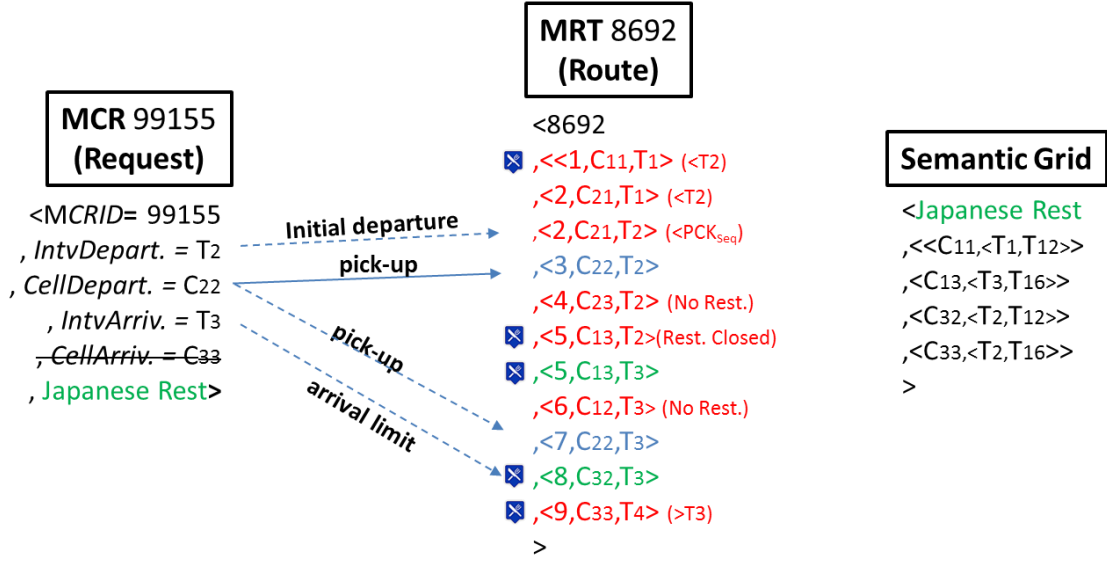 MCR 99155
(Request)
<MCRID= 99155
, IntvDepart. = T2
, CellDepart. = C22
, IntvArriv. = T3
, CellArriv. = C33
, Japanese Rest>
Initial departure
pick-up
pick-up
arrival limit
MRT 8692
(Route)
<8692
,<<1,C11,T1> (<T2)
,<2,C21,T1> (<T2)
,<2,C21,T2> (<PCKSeq)
,<3,C22,T2>
,<4,C23,T2> (No Rest.)
,<5,C13,T2>(Rest. Closed)
,<5,C13,T3>
,<6,C12,T3> (No Rest.)
,<7,C22,T3>
,<8,C32,T3>
,<9,C33,T4> (>T3)
>
Semantic Grid
<Japanese Rest
,<<C11,<T1,T12>>
,<C13,<T3,T16>>
,<C32,<T2,T12>>
,<C33,<T2,T16>>
>